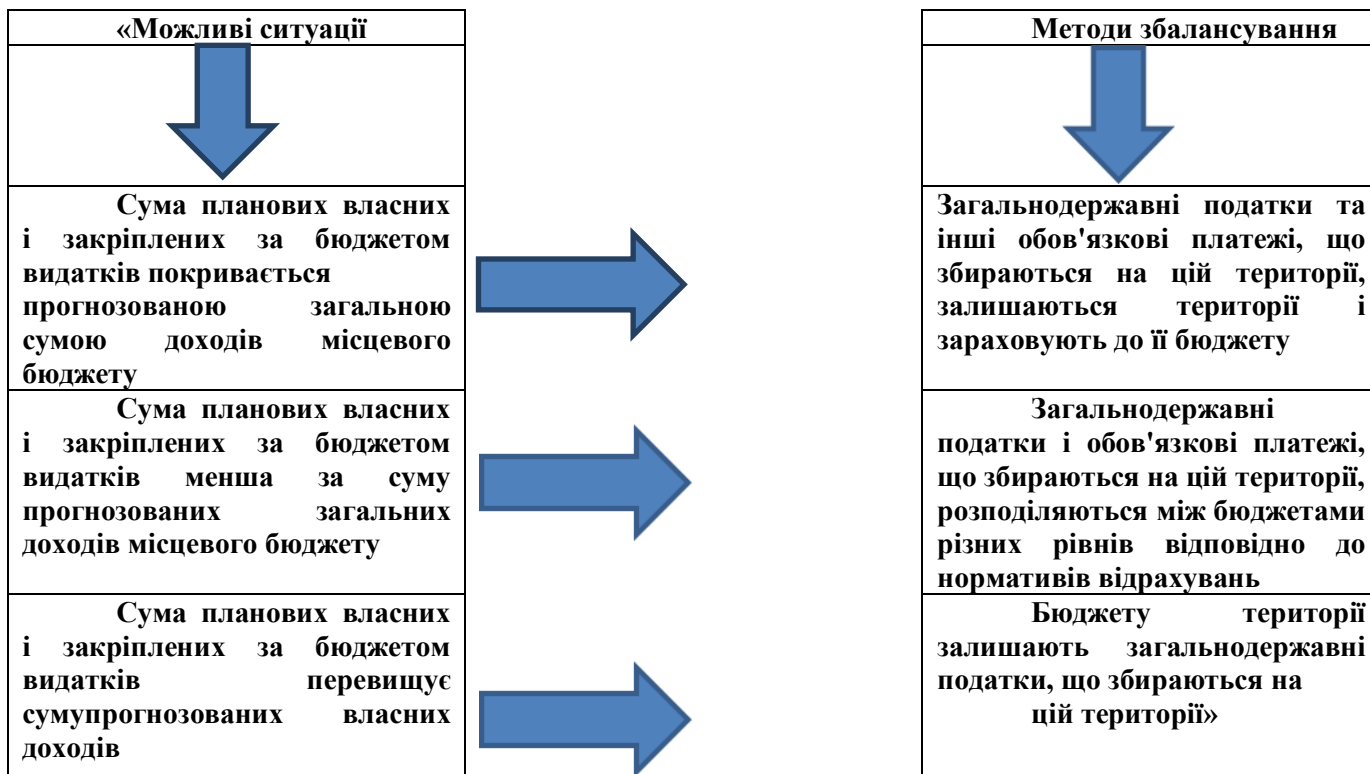 «Можливі ситуації
Методи збалансування
Сума планових власних
і закріплених за бюджетом
видатків покривається
прогнозованою загальною
сумою доходів місцевого
бюджету
Загальнодержавні податки та
інші обов'язкові платежі, що
збираються на цій території,
залишаються території і
зараховують до її бюджету
Сума планових власних
і закріплених за бюджетом
видатків менша за суму
прогнозованих загальних
доходів місцевого бюджету
Загальнодержавні
податки і обов'язкові платежі,
що збираються на цій території,
розподіляються між бюджетами
різних рівнів відповідно до
нормативів відрахувань
Сума планових власних
і закріплених за бюджетом
видатків перевищує
сумупрогнозованих власних
доходів
Бюджету території
залишають загальнодержавні
податки, що збираються на
цій території»